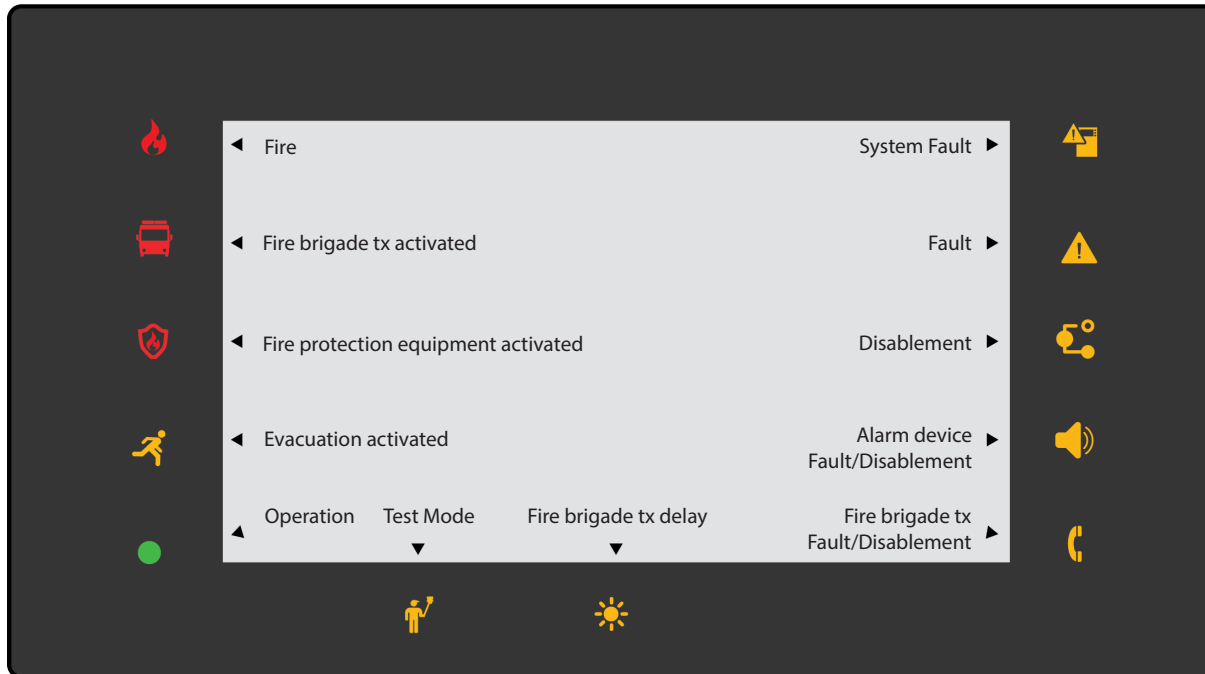 Fire
System Fault
Fire brigade tx activated
Fault
Fire protection equipment activated
Disablement
Evacuation activated
Alarm device
Fault/Disablement
Operation
Test Mode
Fire brigade tx delay
Fire brigade tx
Fault/Disablement